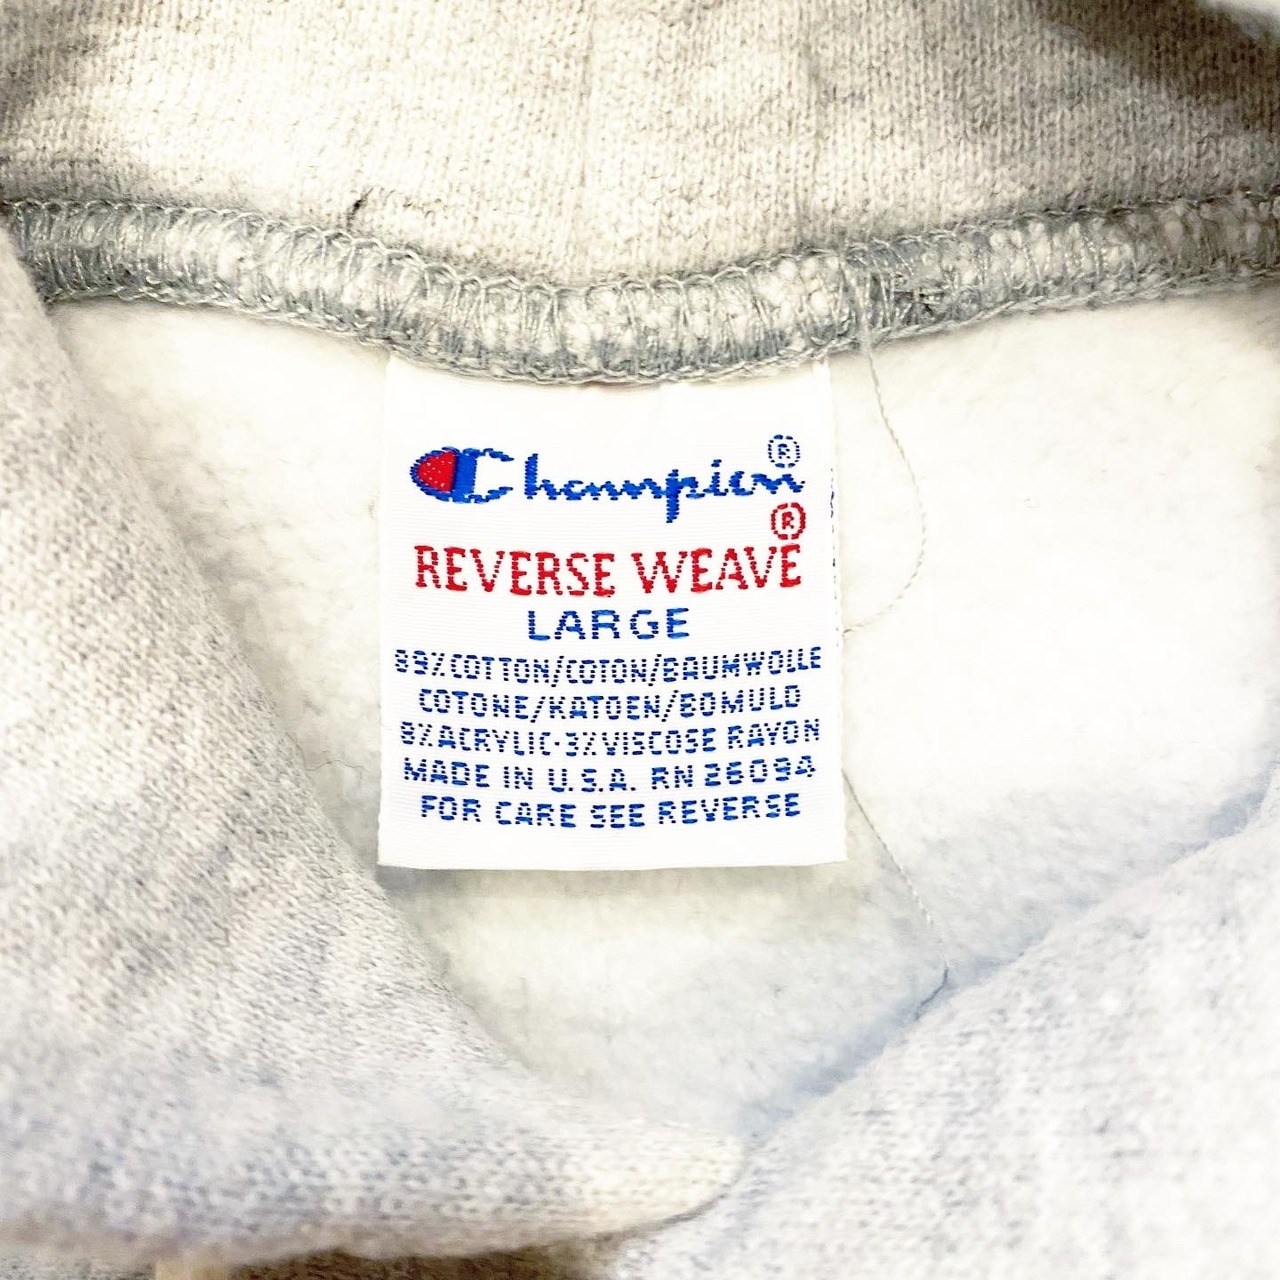 Champion®
REVERSE WEAVE®
LARGE
89% COTTON/COTON/BAUMWOLLE
COTONE/KATOEN/BOMULD
8% ACRYLIC·3% VISCOSE RAYON
MADE IN U.S.A. RN 26094
FOR CARE SEE REVERSE